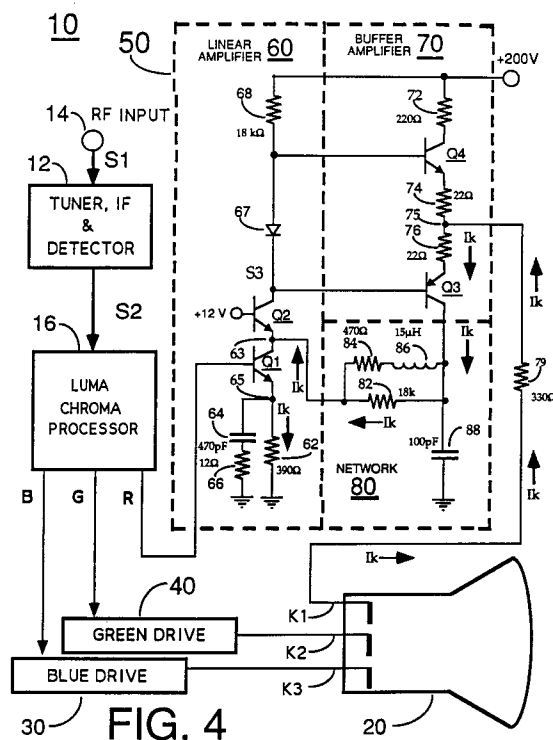 10
50
LINEAR
AMPLIFIER 60
BUFFER
AMPLIFIER 70
+200V
14
RF INPUT
S1
12
TUNER, IF
&
DETECTOR
S2
16
LUMA
CHROMA
PROCESSOR
B
G
R
68
18 kΩ
67
S3
+12 V
Q2
63
Q1
65
Ik
Ik
64
470pF
12Ω
66
62
390Ω
72
220Ω
Q4
74
22Ω
75
76
22Ω
Ik
Q3
Ik
Ik
470Ω
84
15µH
86
82
18k
Ik
88
100pF
NETWORK
80
79
330Ω
Ik
Ik
40
GREEN DRIVE
BLUE DRIVE
30
K1
K2
K3
20
FIG. 4